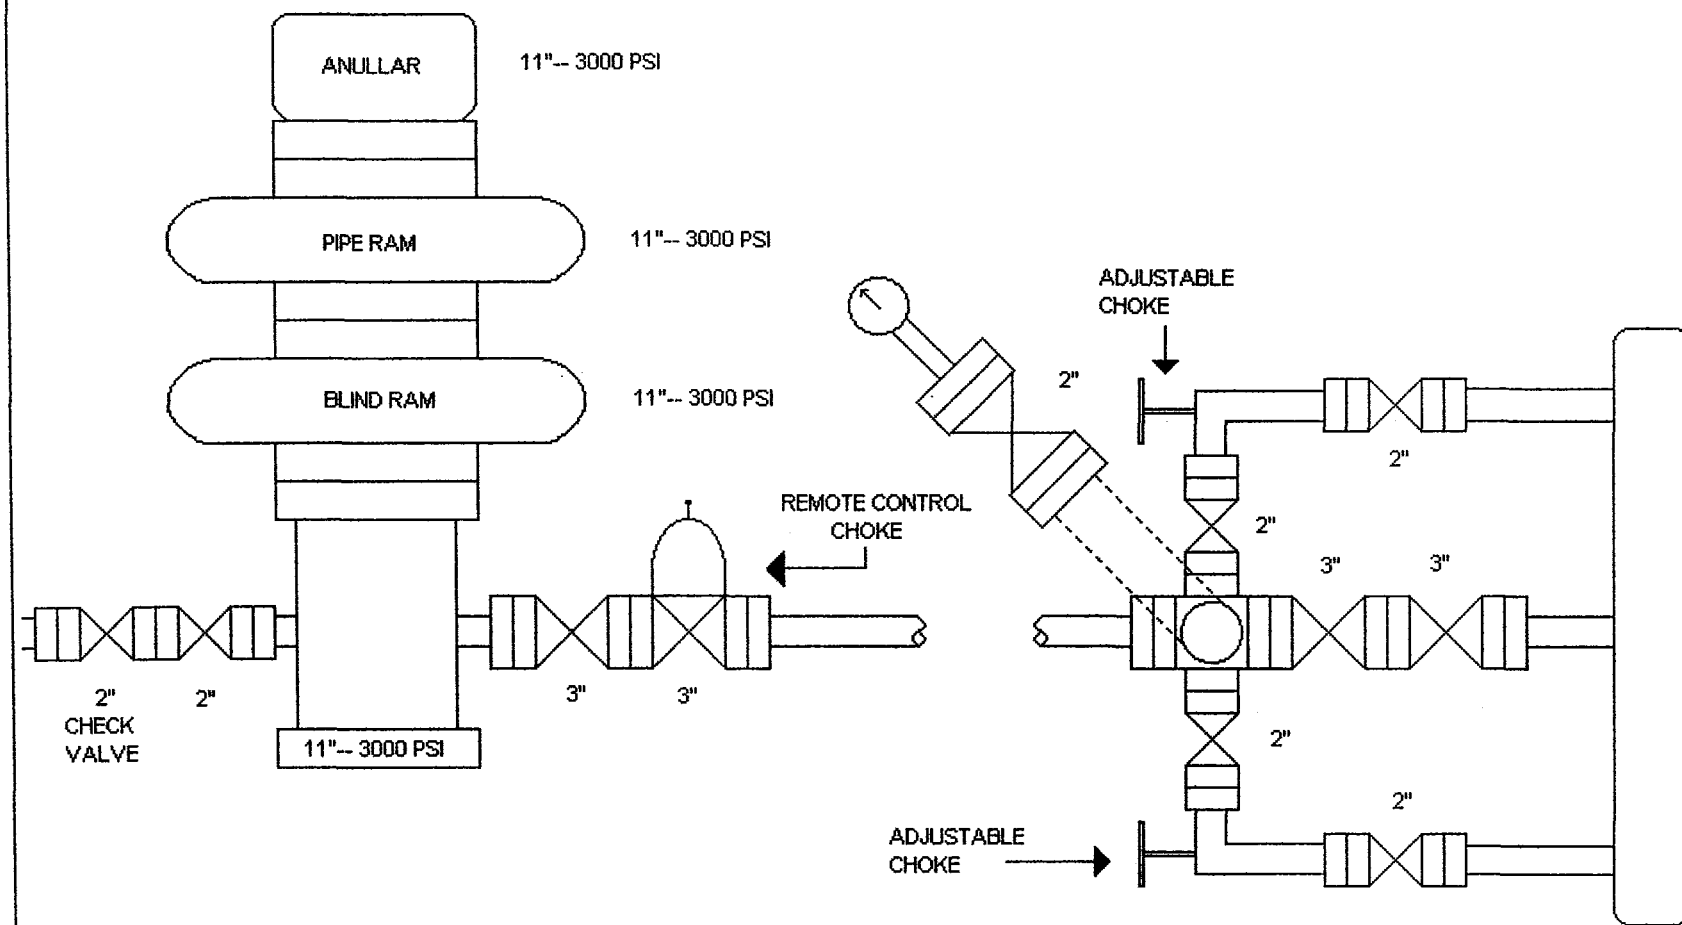 ANULLAR
11"-- 3000 PSI
PIPE RAM
11"-- 3000 PSI
BLIND RAM
11"-- 3000 PSI
2"
CHECK
VALVE
2"
11"-- 3000 PSI
3"
3"
REMOTE CONTROL
CHOKE
2"
ADJUSTABLE
CHOKE
2"
2"
3"
3"
2"
2"
ADJUSTABLE
CHOKE